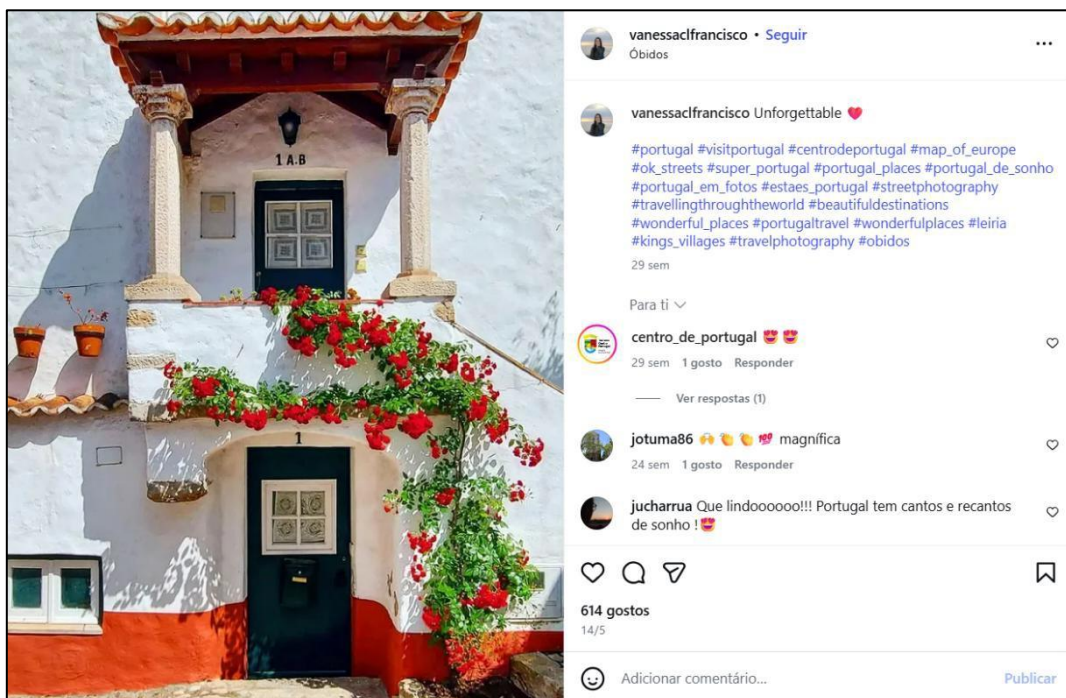 1 A.B
1
vanessaclfrancisco • Seguir
Óbidos
vanessaclfrancisco Unforgettable ❤️
#portugal #visitportugal #centrodeportugal #map_of_europe
#ok_streets #super_portugal #portugal_places #portugal_de_sonho
#portugal_em_fotos #estaes_portugal #streetphotography
#travellingthroughtheworld #beautifuldestinations
#wonderful_places #portugaltravel #wonderfulplaces #leiria
#kings_villages #travelphotography #obidos
29 sem
Para ti
centro_de_portugal 😍 😍
29 sem 1 gosto Responder
Ver respostas (1)
jotuma86 🙌 👏 👏 💯 magnífica
24 sem 1 gosto Responder
jucharrua Que lindoooooo!!! Portugal tem cantos e recantos
de sonho !😍
614 gostos
14/5
Adicionar comentário... Publicar